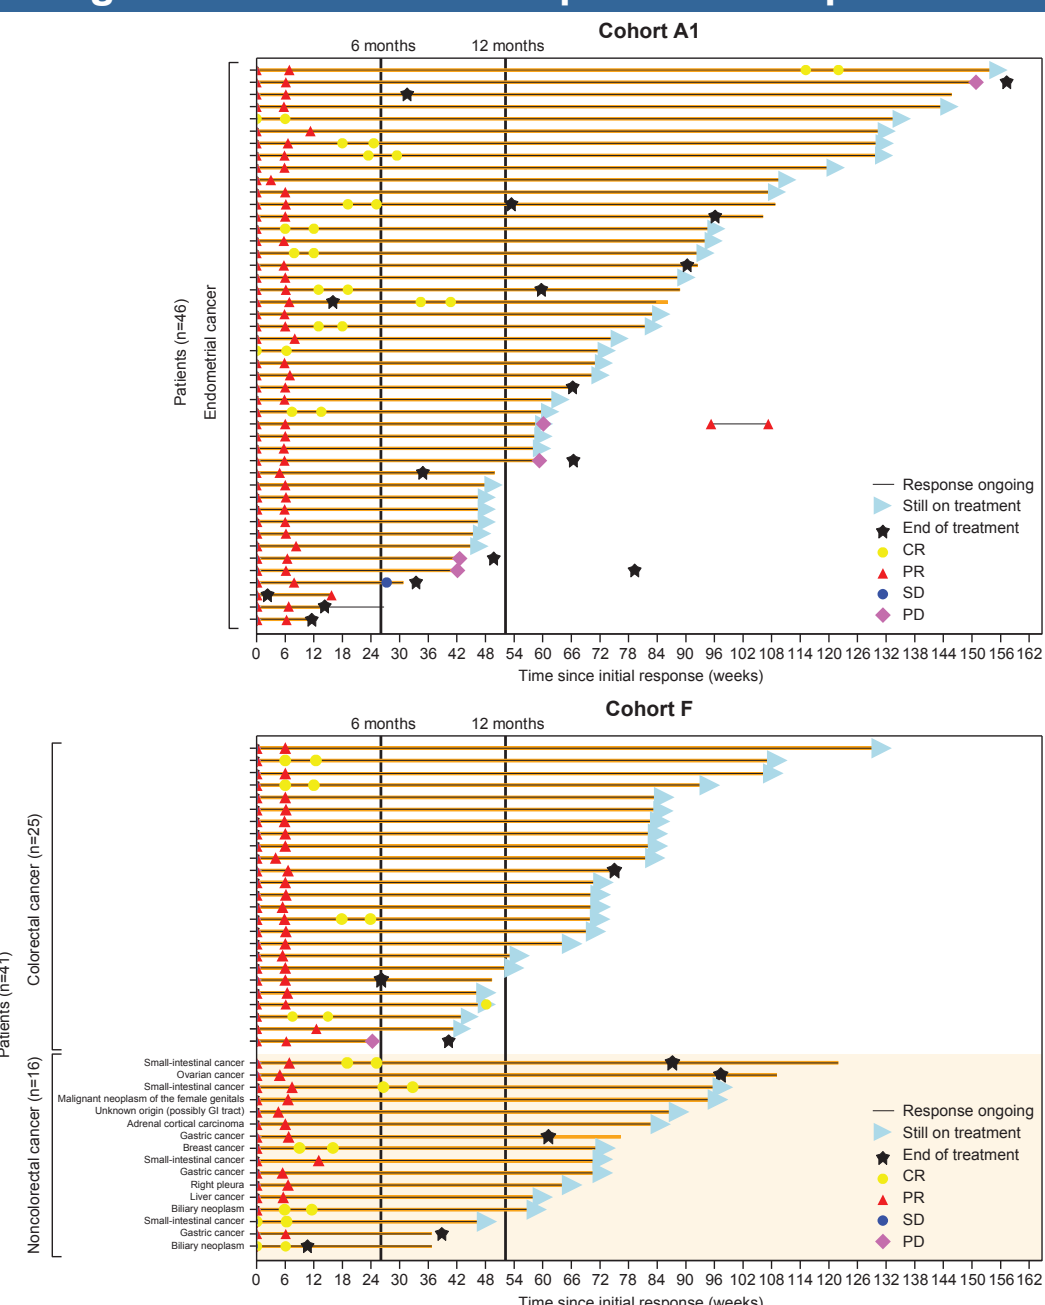 Cohort A1
6 months 12 months
Patients (n=46)
Endometrial cancer
Response ongoing
Still on treatment
End of treatment
CR
PR
SD
PD
0 6 12 18 24 30 36 42 48 54 60 66 72 78 84 90 96 102 108 114 120 126 132 138 144 150 156 162
Time since initial response (weeks)
Cohort F
6 months 12 months
Patients (n=41)
Colorectal cancer (n=25)
Noncolorectal cancer (n=16)
Small-intestinal cancer
Ovarian cancer
Small-intestinal cancer
Malignant neoplasm of the female genitals
Unknown origin (possibly GI tract)
Adrenal cortical carcinoma
Gastric cancer
Breast cancer
Small-intestinal cancer
Gastric cancer
Right pleura
Liver cancer
Biliary neoplasm
Small-intestinal cancer
Gastric cancer
Biliary neoplasm
Response ongoing
Still on treatment
End of treatment
CR
PR
SD
PD
0 6 12 18 24 30 36 42 48 54 60 66 72 78 84 90 96 102 108 114 120 126 132 138 144 150 156 162
Time since initial response (weeks)